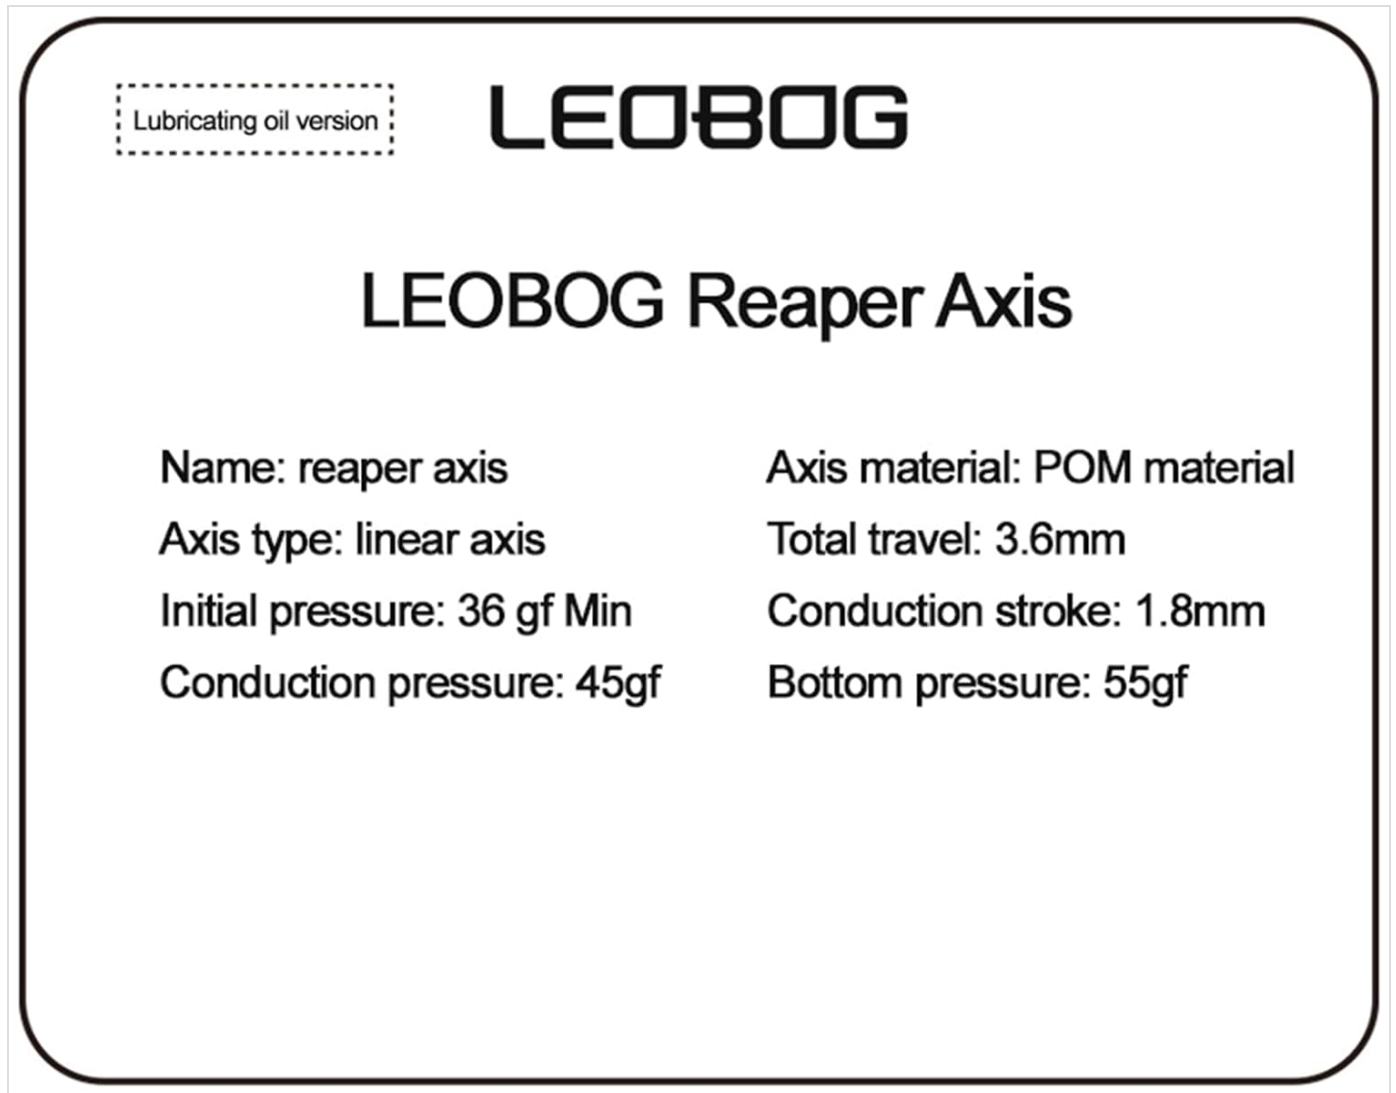 Lubricating oil version
LEOBOG
LEOBOG Reaper Axis
Name: reaper axis
Axis type: linear axis
Initial pressure: 36 gf Min
Conduction pressure: 45gf
Axis material: POM material
Total travel: 3.6mm
Conduction stroke: 1.8mm
Bottom pressure: 55gf